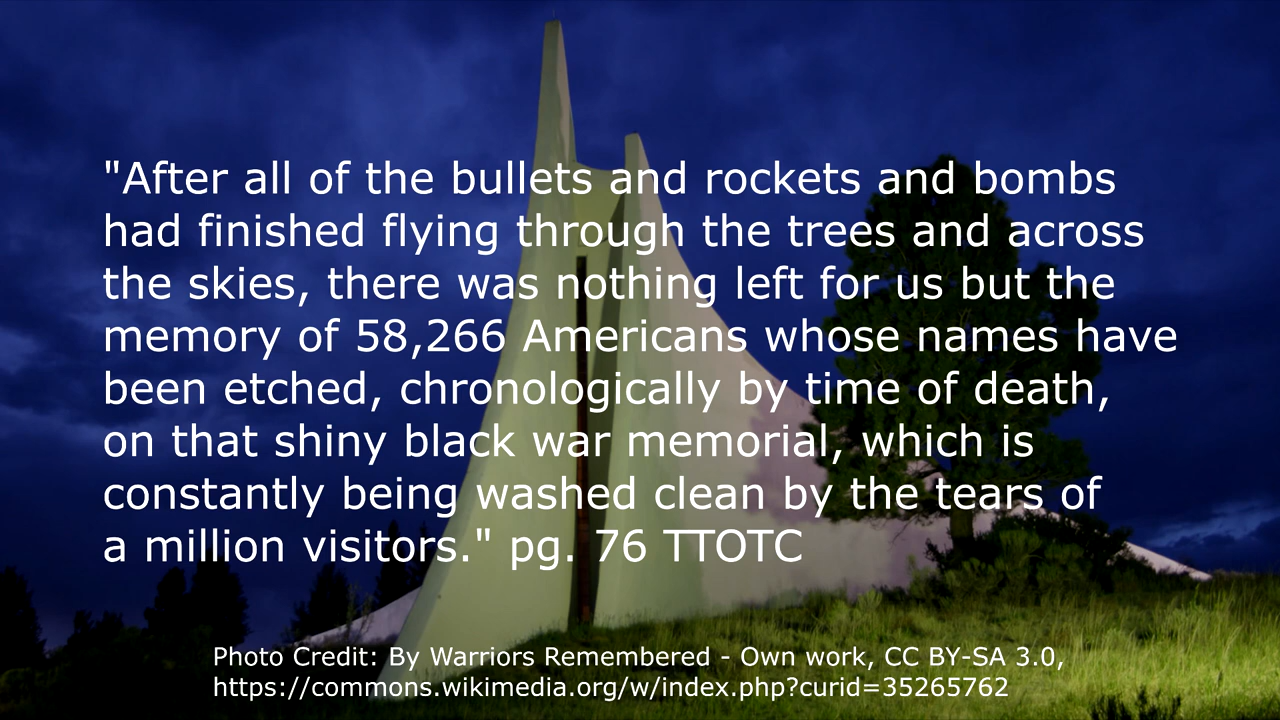 "After all of the bullets and rockets and bombs
had finished flying through the trees and across
the skies, there was nothing left for us but the
memory of 58,266 Americans whose names have
been etched, chronologically by time of death,
on that shiny black war memorial, which is
constantly being washed clean by the tears of
a million visitors." pg. 76 TTOTC
Photo Credit: By Warriors Remembered - Own work, CC BY-SA 3.0,
https://commons.wikimedia.org/w/index.php?curid=35265762